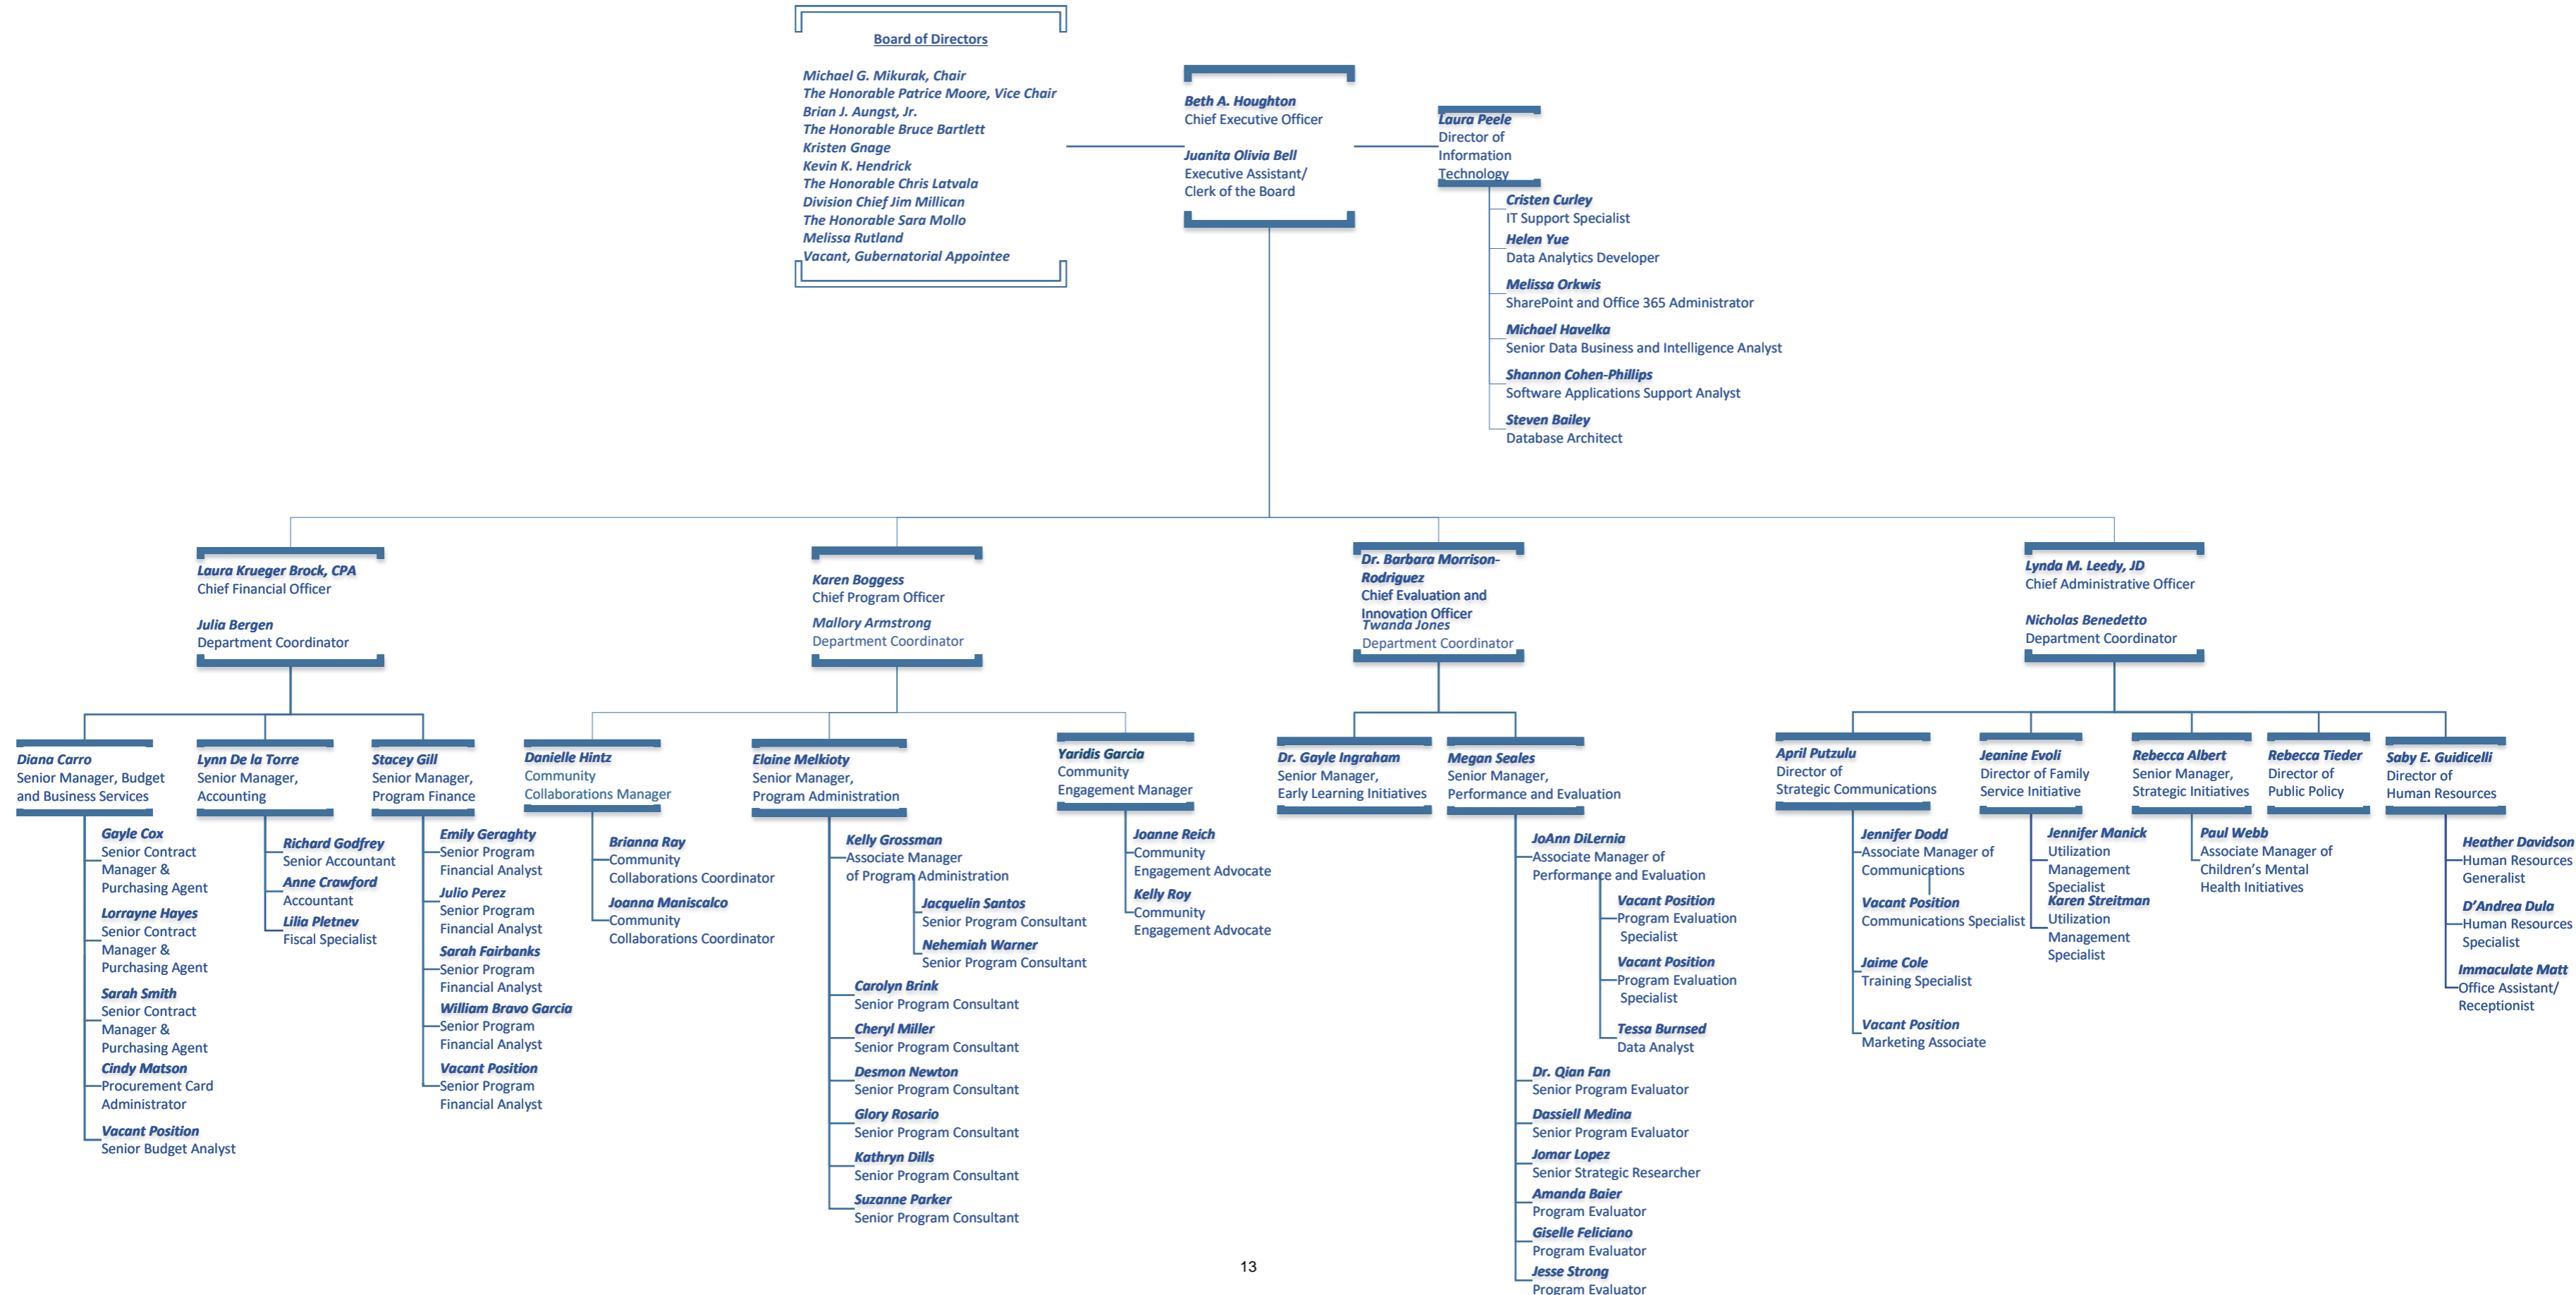 Board of Directors
Michael G. Mikurak, Chair
The Honorable Patrice Moore, Vice Chair
Brian J. Aungst, Jr.
The Honorable Bruce Bartlett
Kristen Gnage
Kevin K. Hendrick
The Honorable Chris Latvala
Division Chief Jim Millican
The Honorable Sara Mollo
Melissa Rutland
Vacant, Gubernatorial Appointee
Beth A. Houghton
Chief Executive Officer
Juanita Olivia Bell
Executive Assistant/
Clerk of the Board
Laura Peele
Director of
Information
Technology
Cristen Curley
IT Support Specialist
Helen Yue
Data Analytics Developer
Melissa Orkwis
SharePoint and Office 365 Administrator
Michael Havelka
Senior Data Business and Intelligence Analyst
Shannon Cohen-Phillips
Software Applications Support Analyst
Steven Bailey
Database Architect
Laura Krueger Brock, CPA
Chief Financial Officer
Julia Bergen
Department Coordinator
Karen Boggess
Chief Program Officer
Mallory Armstrong
Department Coordinator
Dr. Barbara Morrison-
Rodriguez
Chief Evaluation and
Innovation Officer
Twanda Jones
Department Coordinator
Lynda M. Leedy, JD
Chief Administrative Officer
Nicholas Benedetto
Department Coordinator
Diana Carro
Senior Manager, Budget
and Business Services
Gayle Cox
Senior Contract
Manager &
Purchasing Agent
Lorrayne Hayes
Senior Contract
Manager &
Purchasing Agent
Sarah Smith
Senior Contract
Manager &
Purchasing Agent
Cindy Matson
Procurement Card
Administrator
Vacant Position
Senior Budget Analyst
Lynn De la Torre
Senior Manager,
Accounting
Richard Godfrey
Senior Accountant
Anne Crawford
Accountant
Lilia Pletnev
Fiscal Specialist
Stacey Gill
Senior Manager,
Program Finance
Emily Geraghty
Senior Program
Financial Analyst
Julio Perez
Senior Program
Financial Analyst
Sarah Fairbanks
Senior Program
Financial Analyst
William Bravo Garcia
Senior Program
Financial Analyst
Vacant Position
Senior Program
Financial Analyst
Danielle Hintz
Community
Collaborations Manager
Brianna Ray
Community
Collaborations Coordinator
Joanna Maniscalco
Community
Collaborations Coordinator
Elaine Melkioty
Senior Manager,
Program Administration
Kelly Grossman
Associate Manager
of Program Administration
Jacquelin Santos
Senior Program Consultant
Nehemiah Warner
Senior Program Consultant
Carolyn Brink
Senior Program Consultant
Cheryl Miller
Senior Program Consultant
Desmon Newton
Senior Program Consultant
Glory Rosario
Senior Program Consultant
Kathryn Dills
Senior Program Consultant
Suzanne Parker
Senior Program Consultant
Yaridis Garcia
Community
Engagement Manager
Joanne Reich
Community
Engagement Advocate
Kelly Roy
Community
Engagement Advocate
Dr. Gayle Ingraham
Senior Manager,
Early Learning Initiatives
Megan Seales
Senior Manager,
Performance and Evaluation
JoAnn DiLernia
Associate Manager of
Performance and Evaluation
Vacant Position
Program Evaluation
Specialist
Vacant Position
Program Evaluation
Specialist
Tessa Burnsed
Data Analyst
Dr. Qian Fan
Senior Program Evaluator
Dassiell Medina
Senior Program Evaluator
Jomar Lopez
Senior Strategic Researcher
Amanda Baier
Program Evaluator
Giselle Feliciano
Program Evaluator
Jesse Strong
Program Evaluator
April Putzulu
Director of
Strategic Communications
Jennifer Dodd
Associate Manager of
Communications
Vacant Position
Communications Specialist
Jaime Cole
Training Specialist
Vacant Position
Marketing Associate
Jeanine Evoli
Director of Family
Service Initiative
Jennifer Manick
Utilization
Management
Specialist
Karen Streitman
Utilization
Management
Specialist
Rebecca Albert
Senior Manager,
Strategic Initiatives
Paul Webb
Associate Manager of
Children's Mental
Health Initiatives
Rebecca Tieder
Director of
Public Policy
Saby E. Guidicelli
Director of
Human Resources
Heather Davidson
Human Resources
Generalist
D'Andrea Dula
Human Resources
Specialist
Immaculate Matt
Office Assistant/
Receptionist
13